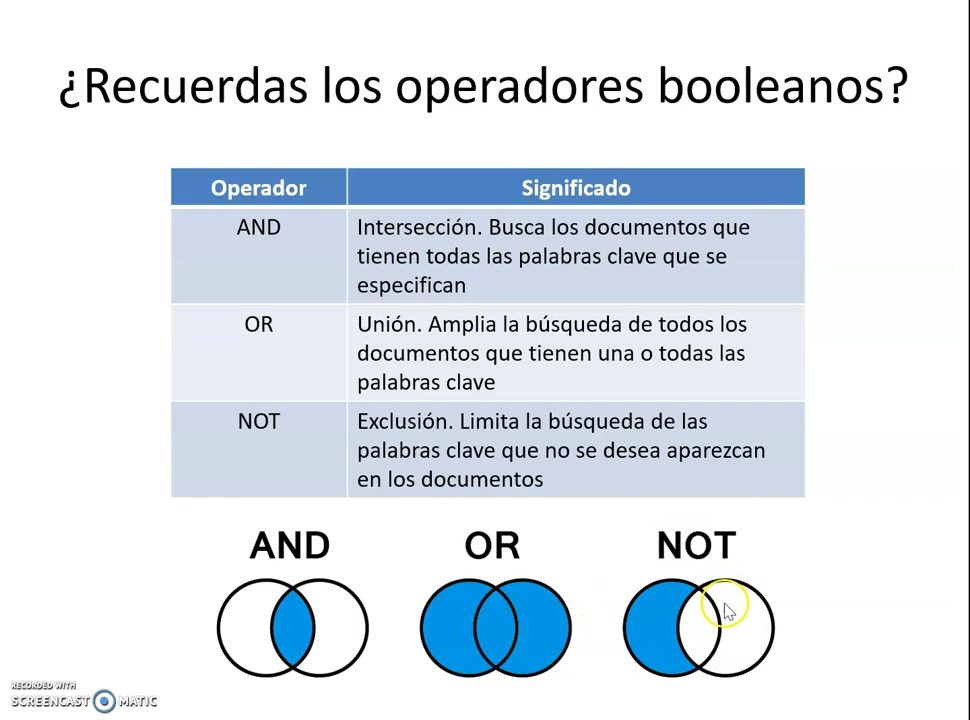 ¿Recuerdas los operadores booleanos?
Operador Significado
AND Intersección. Busca los documentos que
tienen todas las palabras clave que se
especifican
OR Unión. Amplia la búsqueda de todos los
documentos que tienen una o todas las
palabras clave
NOT Exclusión. Limita la búsqueda de las
palabras clave que no se desea aparezcan
en los documentos
AND OR NOT
RECORDED WITH
SCREENCAST MATIC